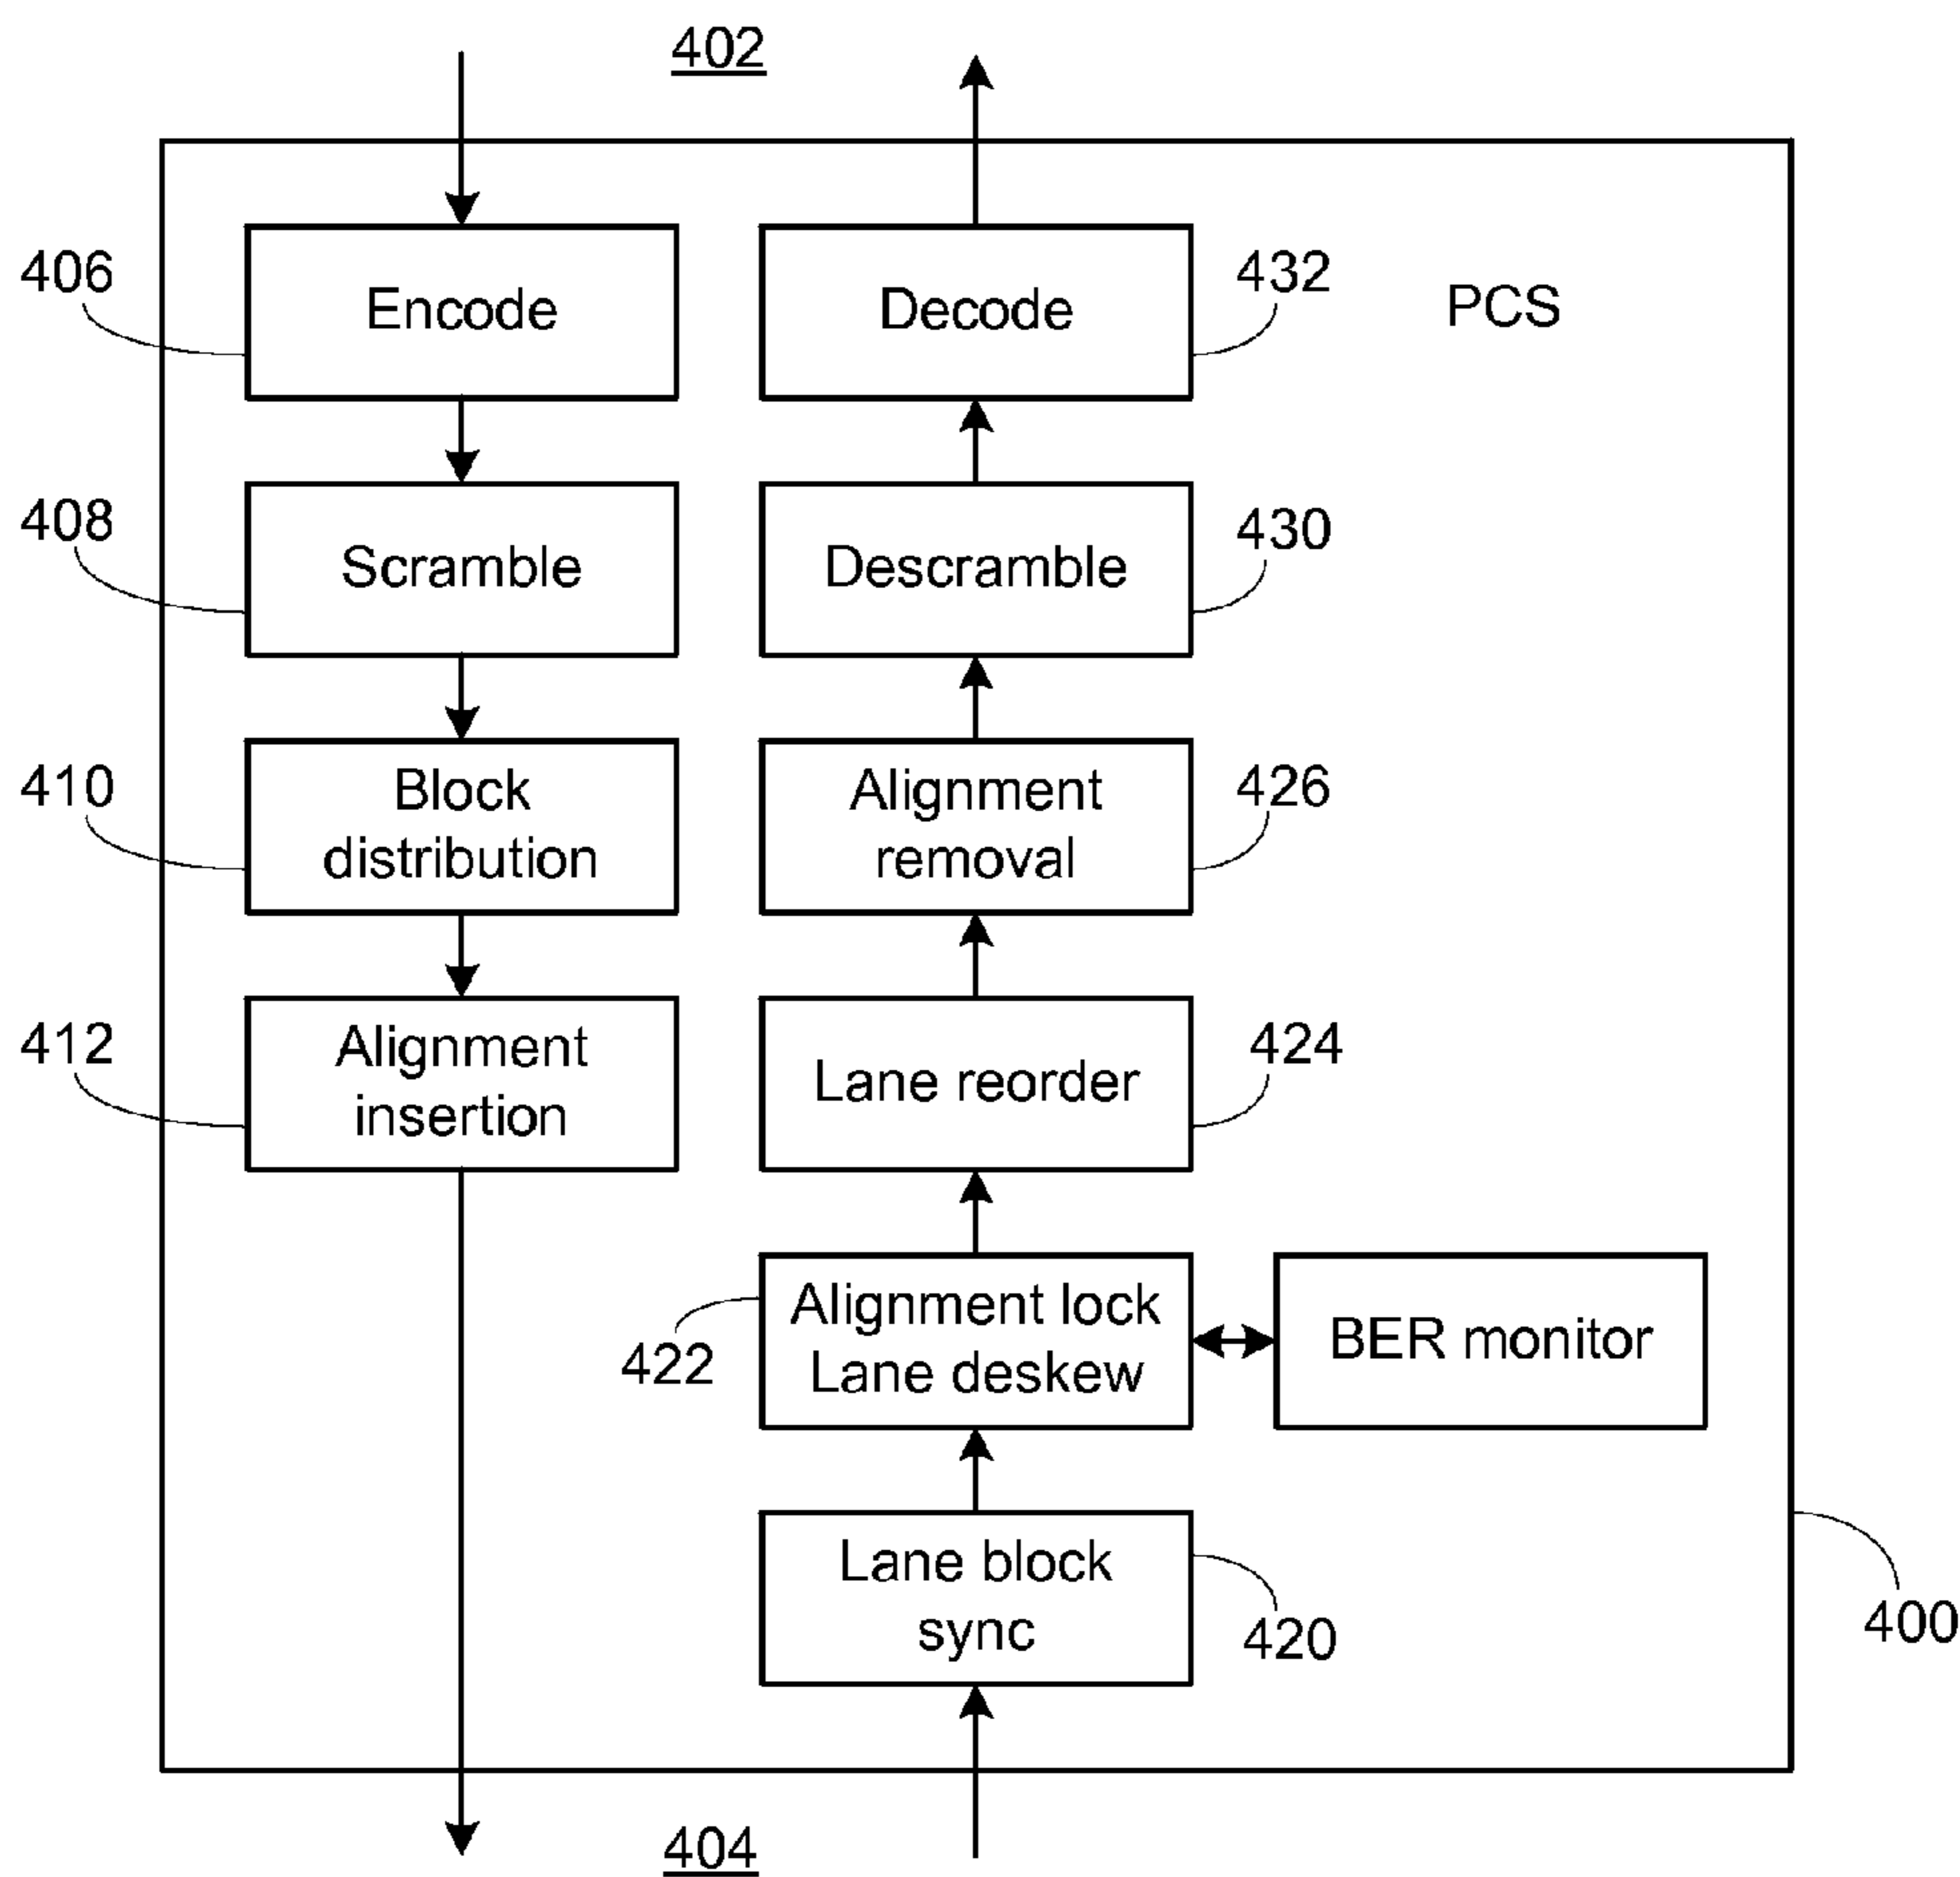 402
406
Encode
Decode
432
PCS
408
Scramble
Descramble
430
410
Block
distribution
Alignment
removal
426
412
Alignment
insertion
Lane reorder
424
422
Alignment lock
Lane deskew
BER monitor
Lane block
sync
420
400
404